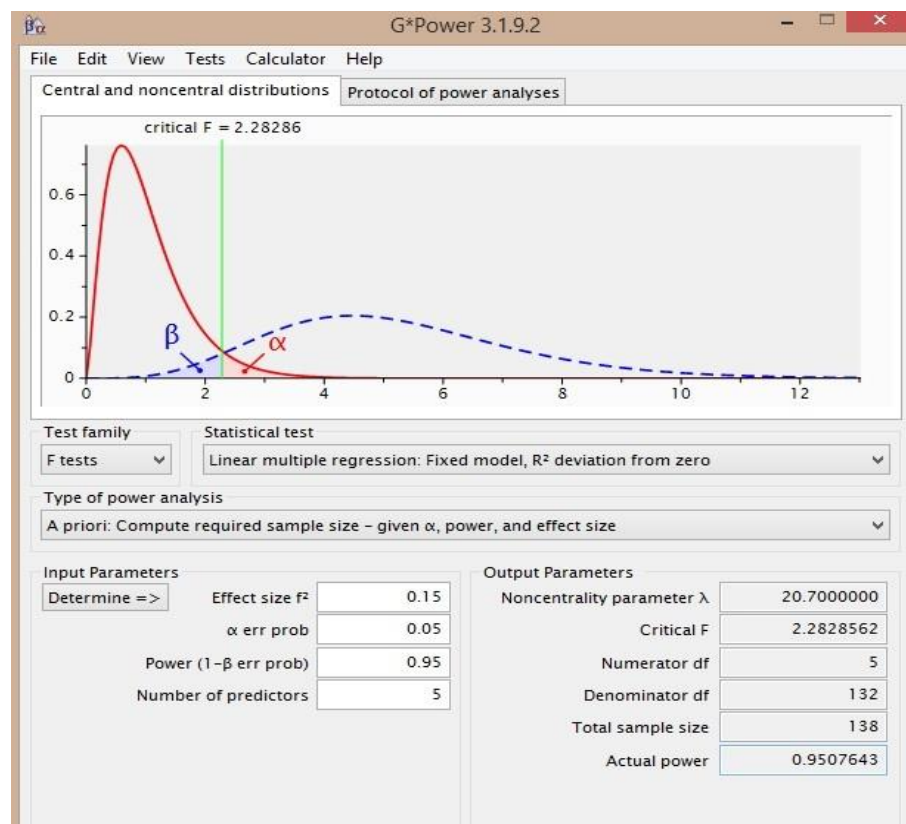 βα G*Power 3.1.9.2
File Edit View Tests Calculator Help
Central and noncentral distributions Protocol of power analyses
critical F = 2.28286
0.6
0.4
0.2
0
β α
0 2 4 6 8 10 12
Test family Statistical test
F tests Linear multiple regression: Fixed model, R² deviation from zero
Type of power analysis
A priori: Compute required sample size – given α, power, and effect size
Input Parameters Output Parameters
Determine => Effect size f² 0.15 Noncentrality parameter λ 20.7000000
α err prob 0.05 Critical F 2.2828562
Power (1-β err prob) 0.95 Numerator df 5
Number of predictors 5 Denominator df 132
Total sample size 138
Actual power 0.9507643